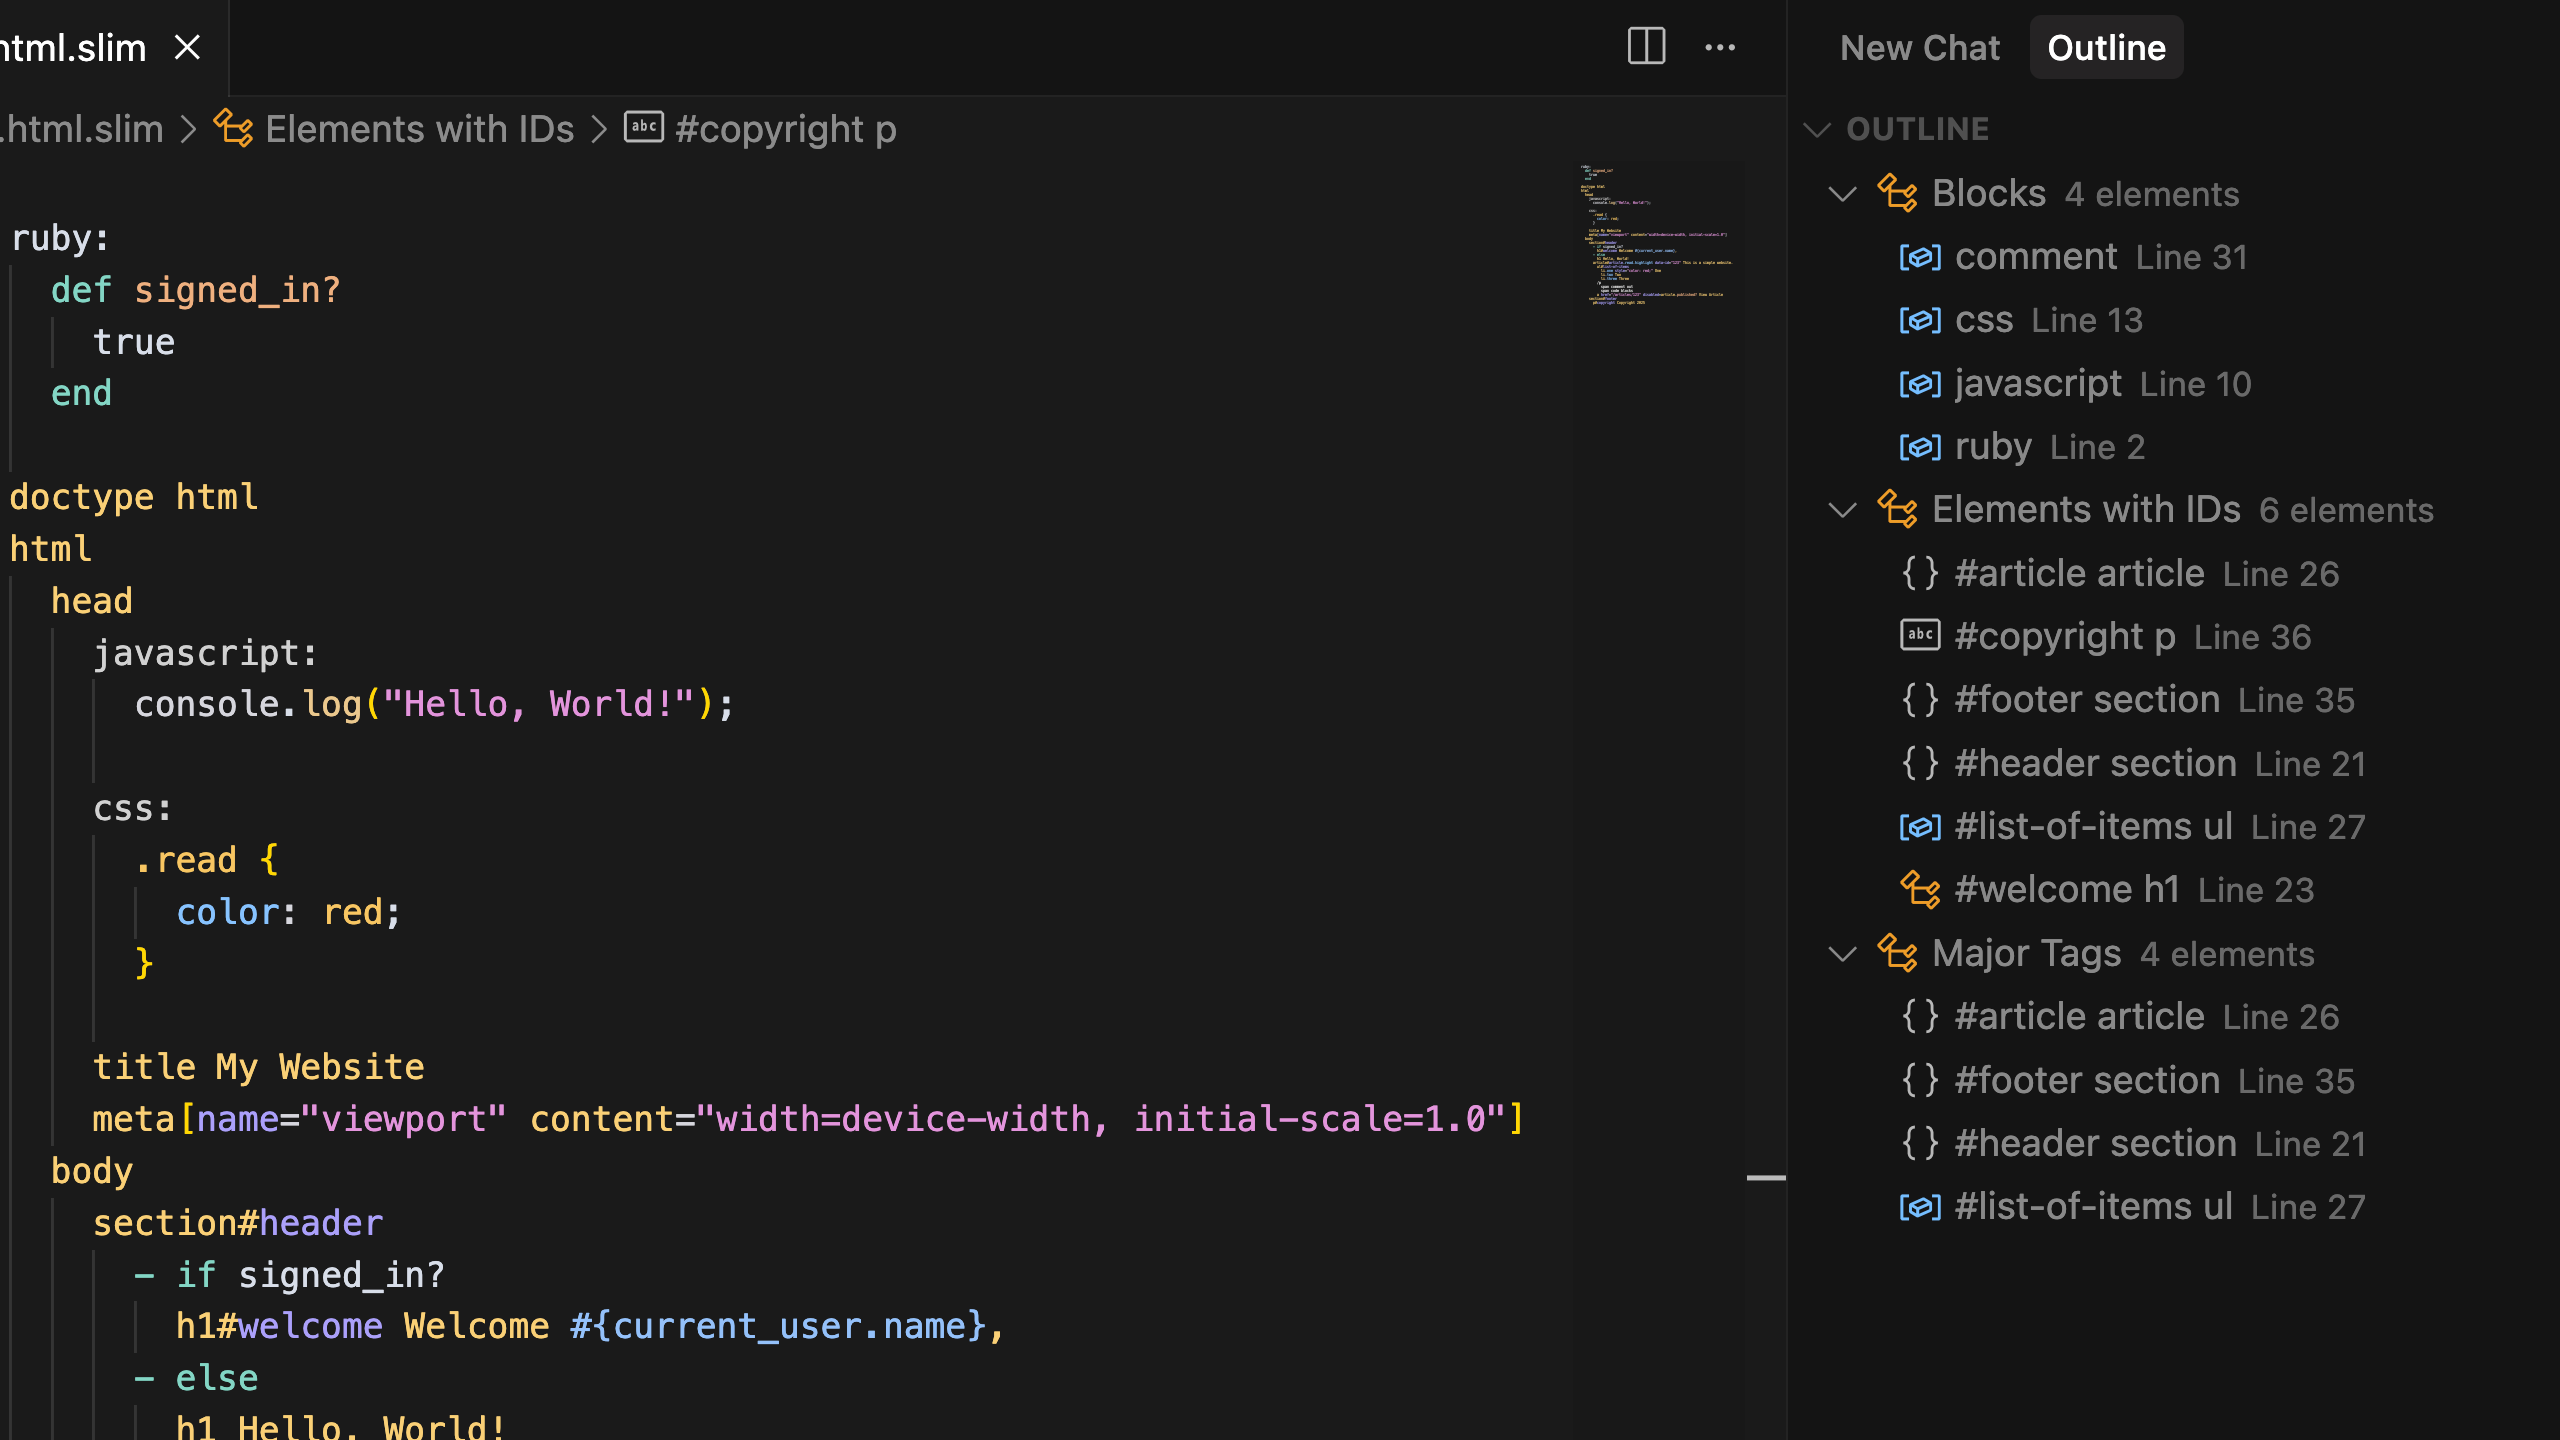 html.slim
.html.slim > Elements with IDs > abc #copyright p
ruby:
  def signed_in?
    true
  end
doctype html
html
  head
    javascript:
      console.log("Hello, World!");
    css:
      .read {
        color: red;
      }
    title My Website
    meta[name="viewport" content="width=device-width, initial-scale=1.0"]
  body
    section#header
      - if signed_in?
        h1#welcome Welcome #{current_user.name},
      - else
        h1 Hello, World!
New Chat Outline
OUTLINE
Blocks 4 elements
comment Line 31
css Line 13
javascript Line 10
ruby Line 2
Elements with IDs 6 elements
{} #article article Line 26
abc #copyright p Line 36
{} #footer section Line 35
{} #header section Line 21
#list-of-items ul Line 27
#welcome h1 Line 23
Major Tags 4 elements
{} #article article Line 26
{} #footer section Line 35
{} #header section Line 21
#list-of-items ul Line 27